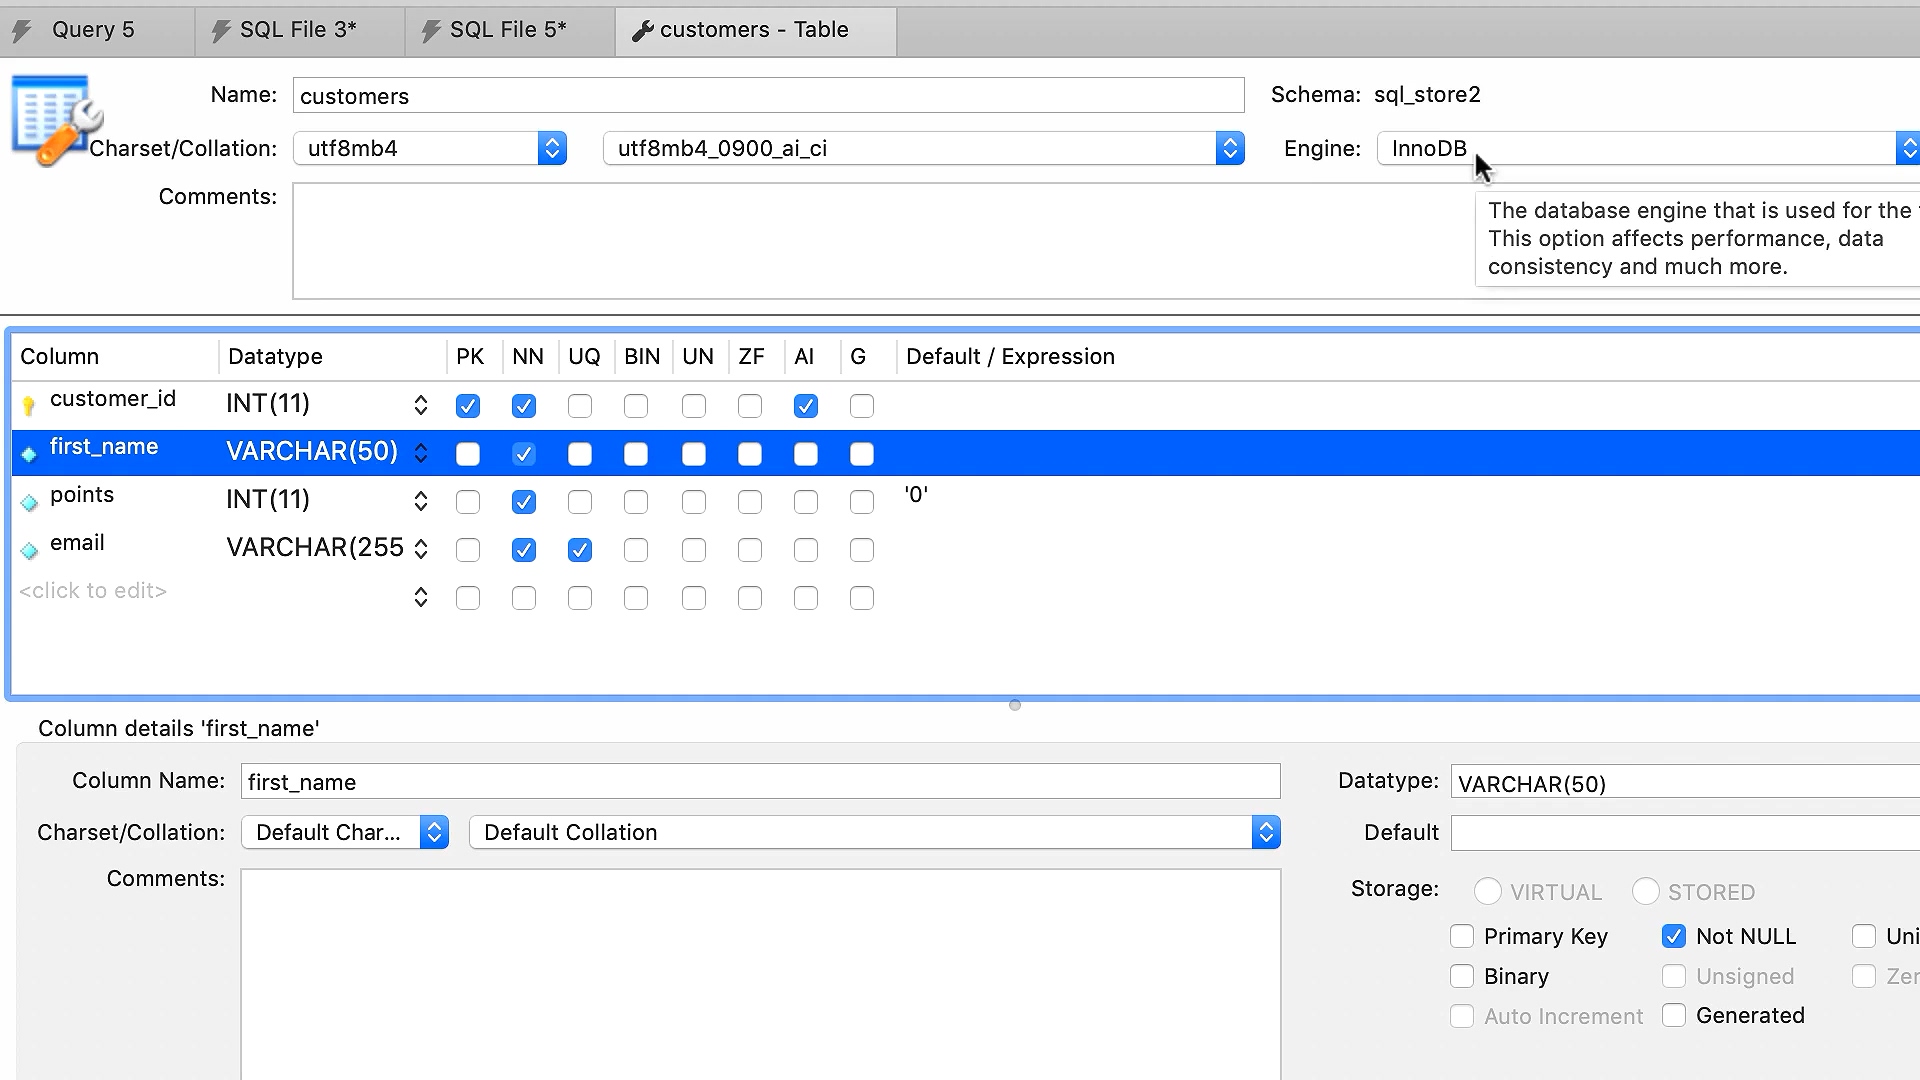 Query 5
SQL File 3*
SQL File 5*
customers - Table
Name: customers
Schema: sql_store2
Charset/Collation: utf8mb4 utf8mb4_0900_ai_ci
Engine: InnoDB
Comments:
The database engine that is used for the
This option affects performance, data
consistency and much more.
Column Datatype PK NN UQ BIN UN ZF AI G Default / Expression
customer_id INT(11)
first_name VARCHAR(50)
points INT(11) '0'
email VARCHAR(255
<click to edit>
Column details 'first_name'
Column Name: first_name
Datatype: VARCHAR(50)
Charset/Collation: Default Char... Default Collation
Default
Comments:
Storage: VIRTUAL STORED
Primary Key Not NULL Uni
Binary Unsigned Zer
Auto Increment Generated